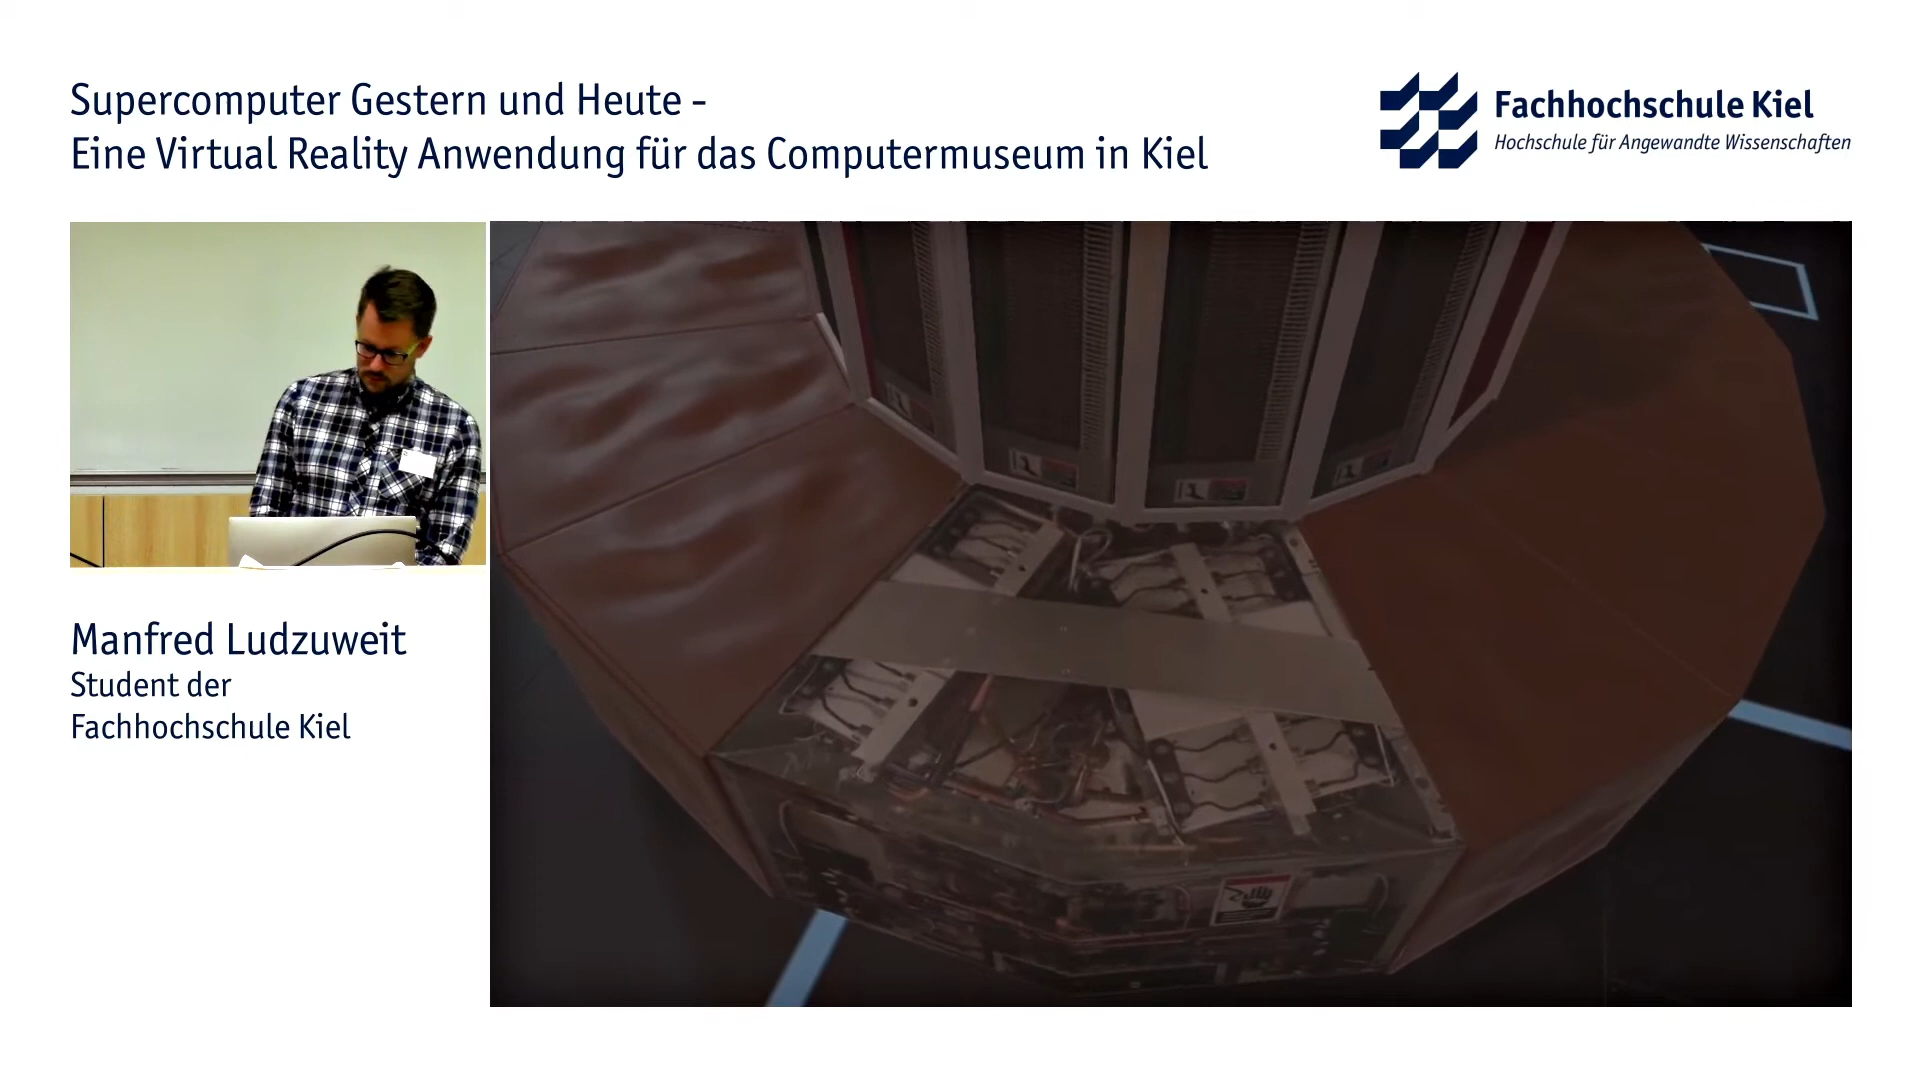 Supercomputer Gestern und Heute -
Eine Virtual Reality Anwendung für das Computermuseum in Kiel
Fachhochschule Kiel
Hochschule für Angewandte Wissenschaften
Manfred Ludzuweit
Student der
Fachhochschule Kiel